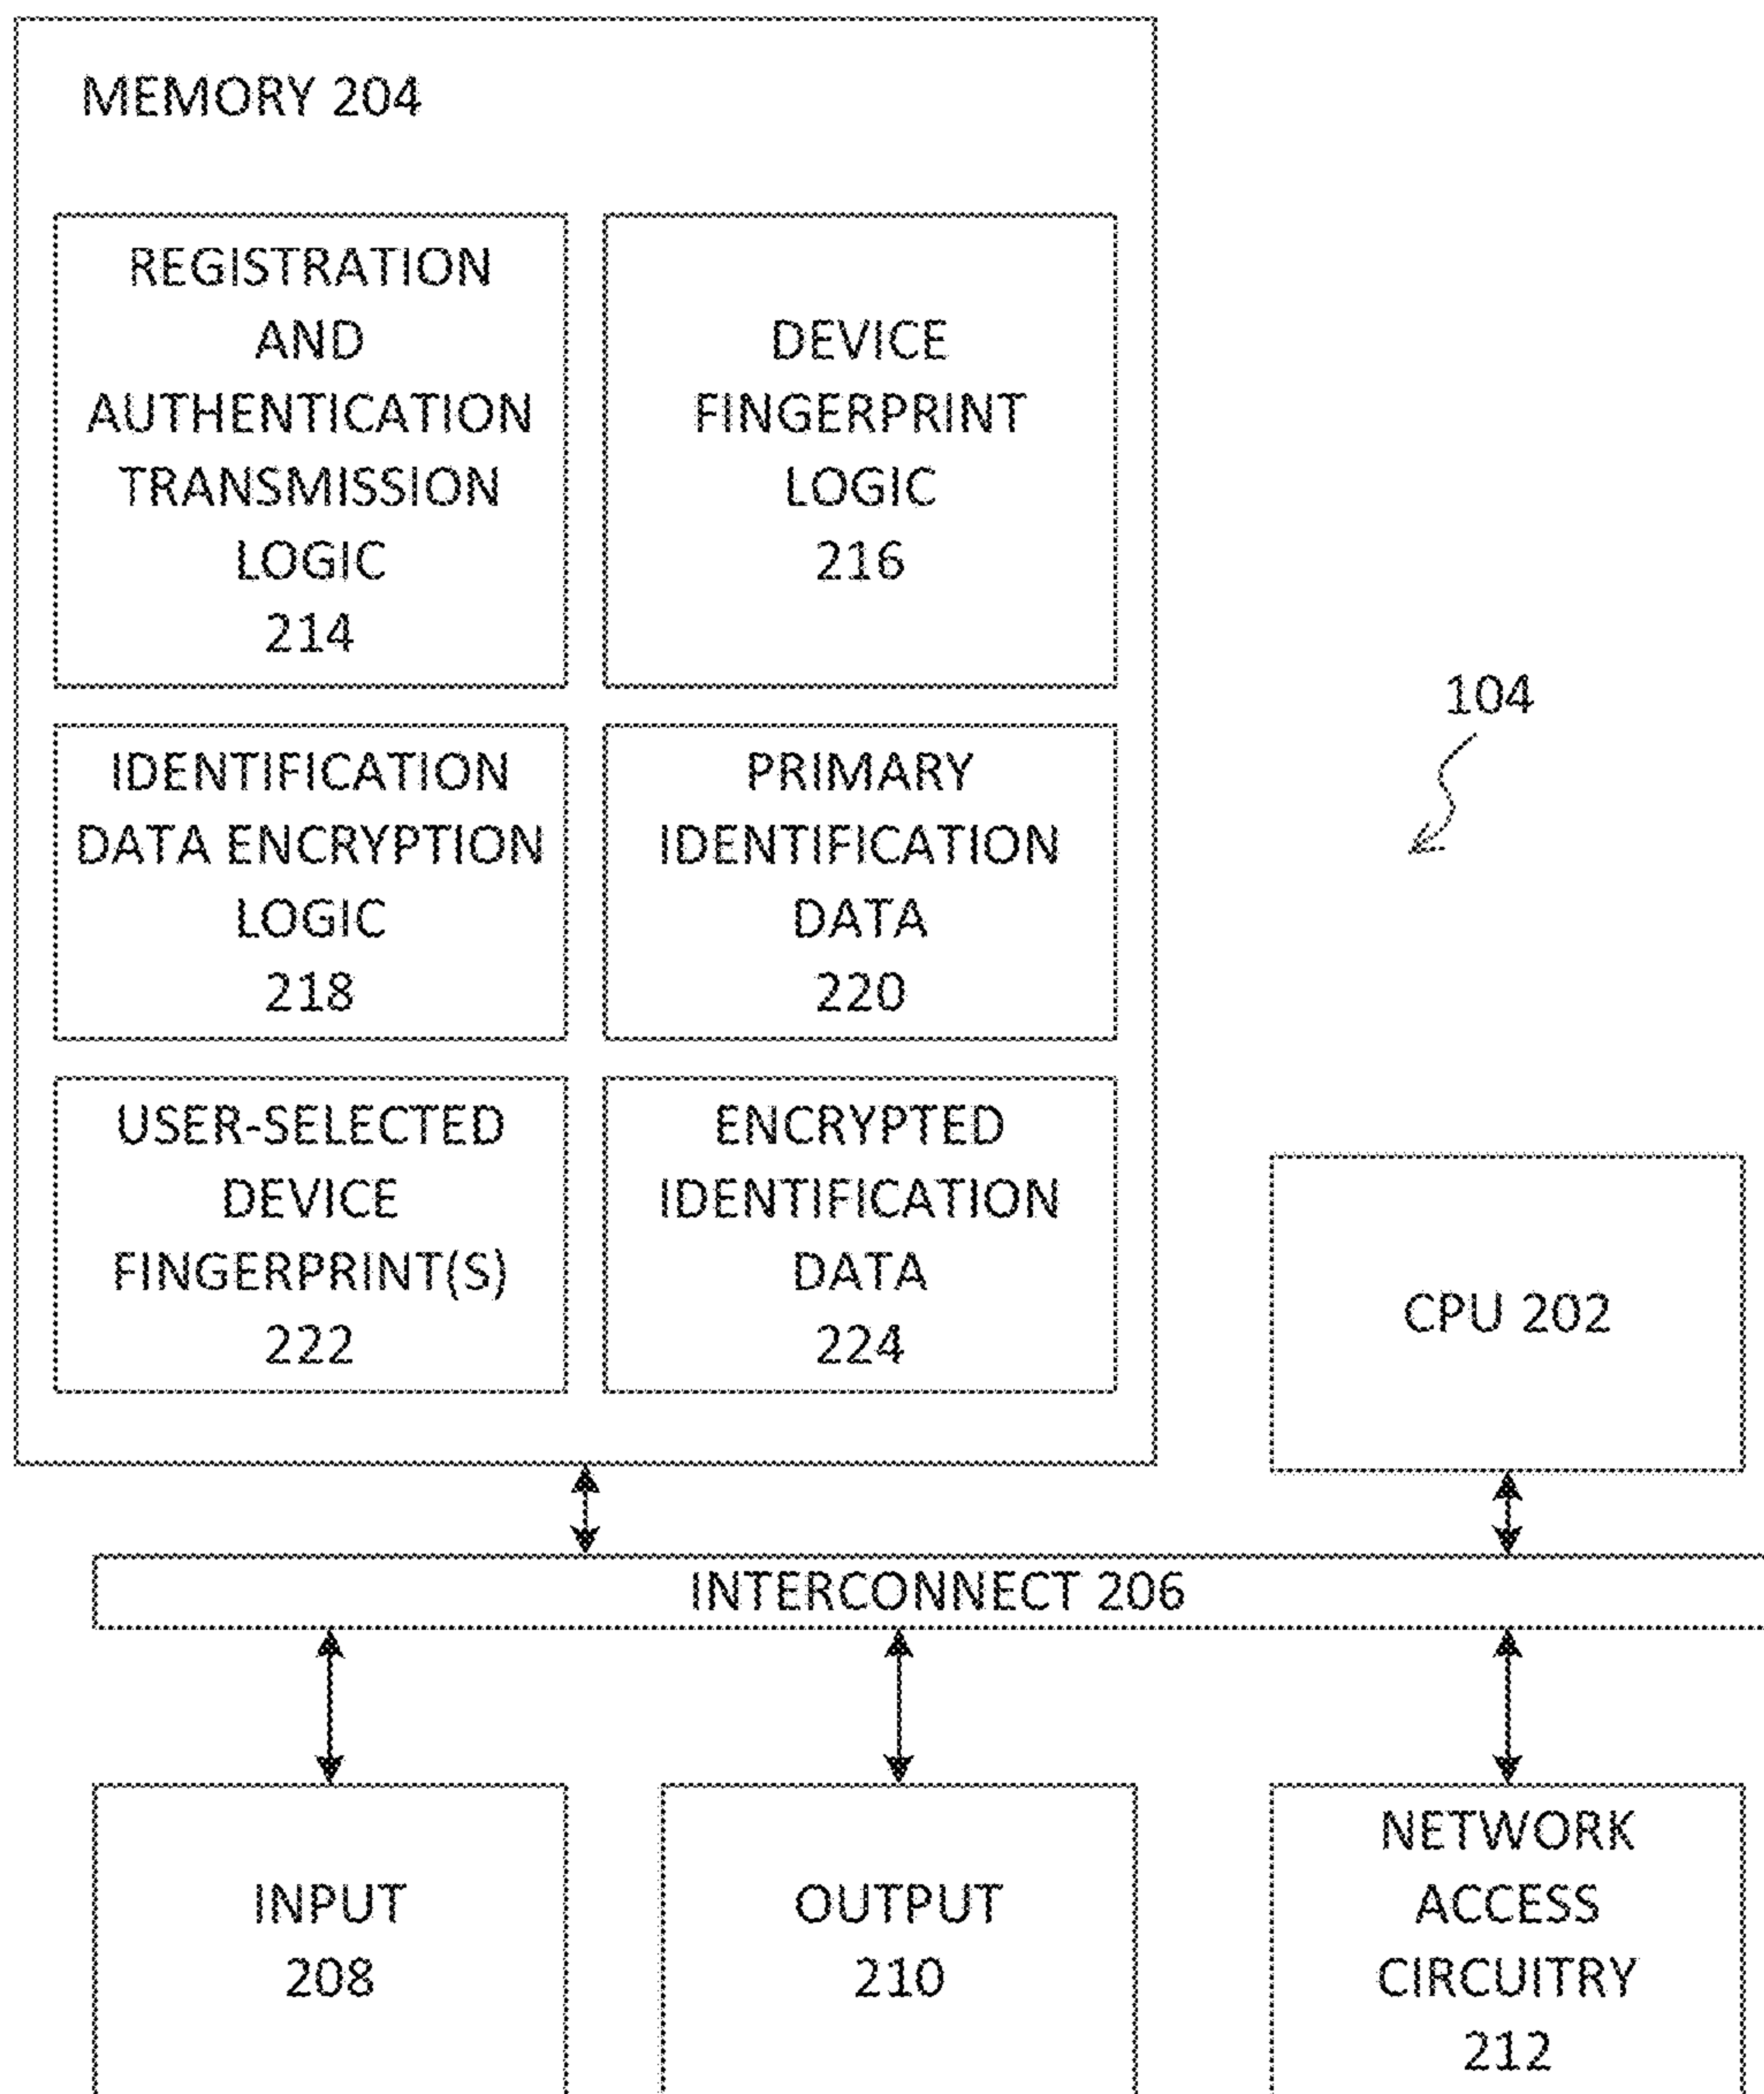 MEMORY 204
REGISTRATION
AND
AUTHENTICATION
TRANSMISSION
LOGIC
214
DEVICE
FINGERPRINT
LOGIC
216
IDENTIFICATION
DATA ENCRYPTION
LOGIC
218
PRIMARY
IDENTIFICATION
DATA
220
USER-SELECTED
DEVICE
FINGERPRINT(S)
222
ENCRYPTED
IDENTIFICATION
DATA
224
104
CPU 202
INTERCONNECT 206
INPUT
208
OUTPUT
210
NETWORK
ACCESS
CIRCUITRY
212